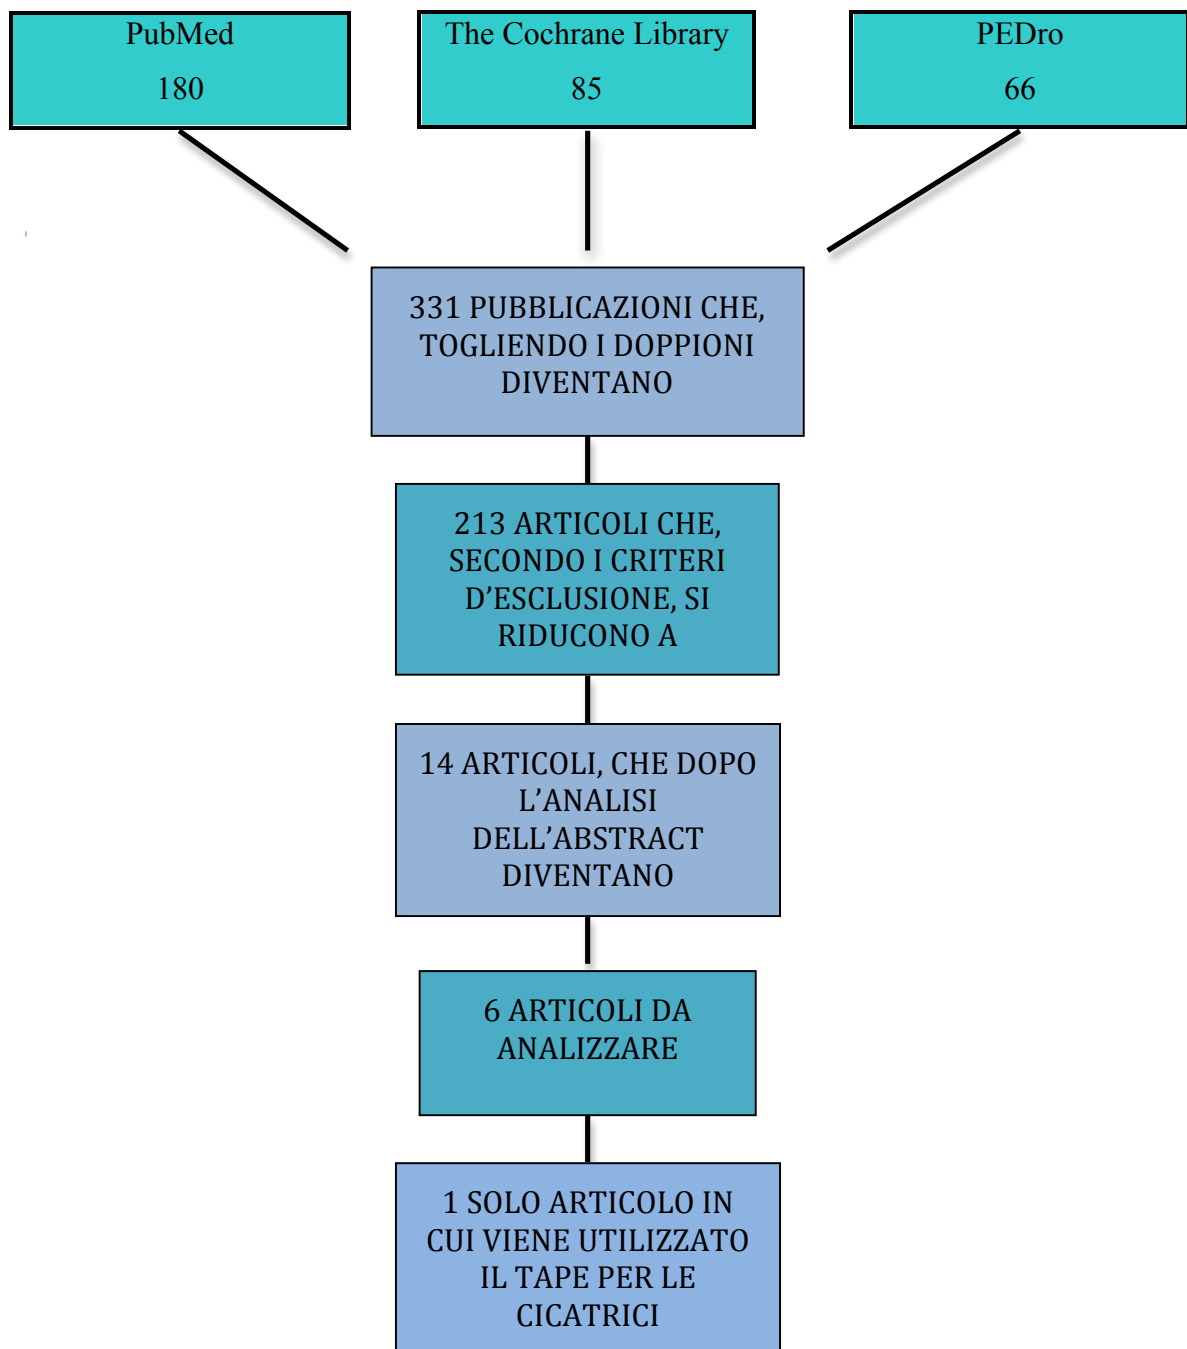 PubMed
180
The Cochrane Library
85
PEDro
66
331 PUBBLICAZIONI CHE,
TOGLIENDO I DOPPIONI
DIVENTANO
213 ARTICOLI CHE,
SECONDO I CRITERI
D’ESCLUSIONE, SI
RIDUCONO A
14 ARTICOLI, CHE DOPO
L’ANALISI
DELL’ABSTRACT
DIVENTANO
6 ARTICOLI DA
ANALIZZARE
1 SOLO ARTICOLO IN
CUI VIENE UTILIZZATO
IL TAPE PER LE
CICATRICI